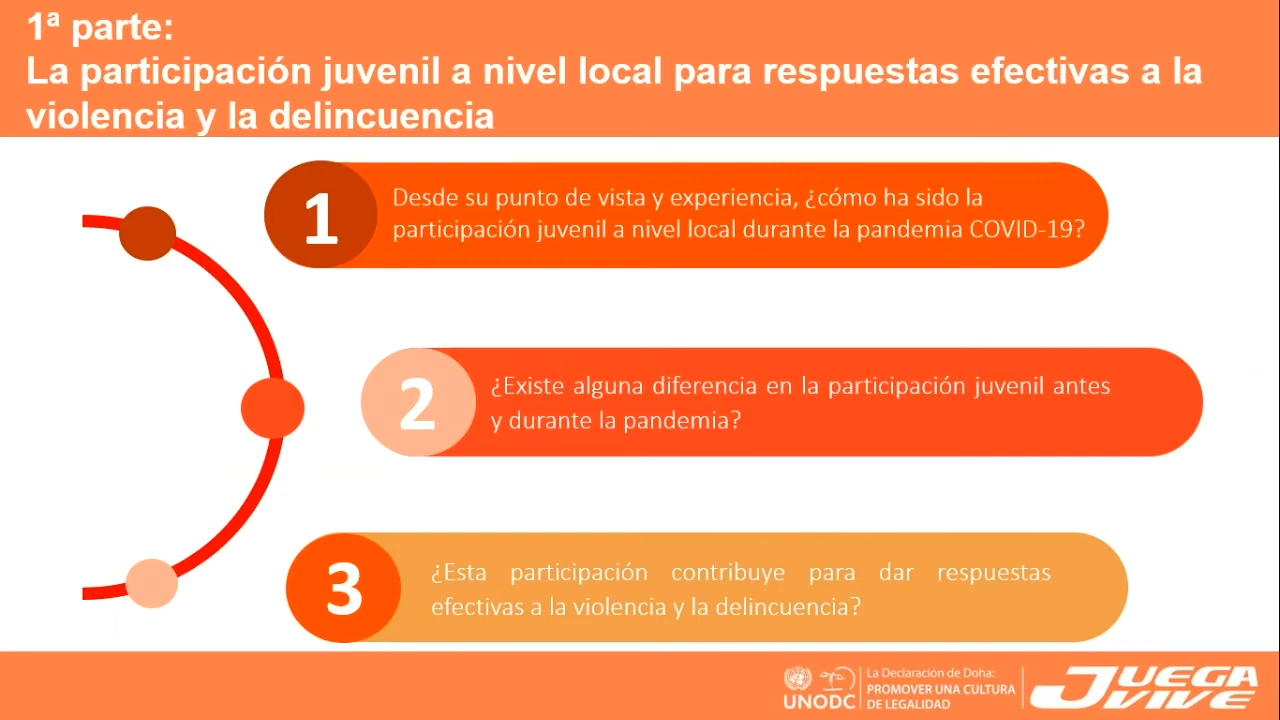 1ª parte:
La participación juvenil a nivel local para respuestas efectivas a la
violencia y la delincuencia
1
Desde su punto de vista y experiencia, ¿cómo ha sido la
participación juvenil a nivel local durante la pandemia COVID-19?
2
¿Existe alguna diferencia en la participación juvenil antes
y durante la pandemia?
3
¿Esta participación contribuye para dar respuestas
efectivas a la violencia y la delincuencia?
UNODC
La Declaración de Doha:
PROMOVER UNA CULTURA
DE LEGALIDAD
JUEGA
VIVE